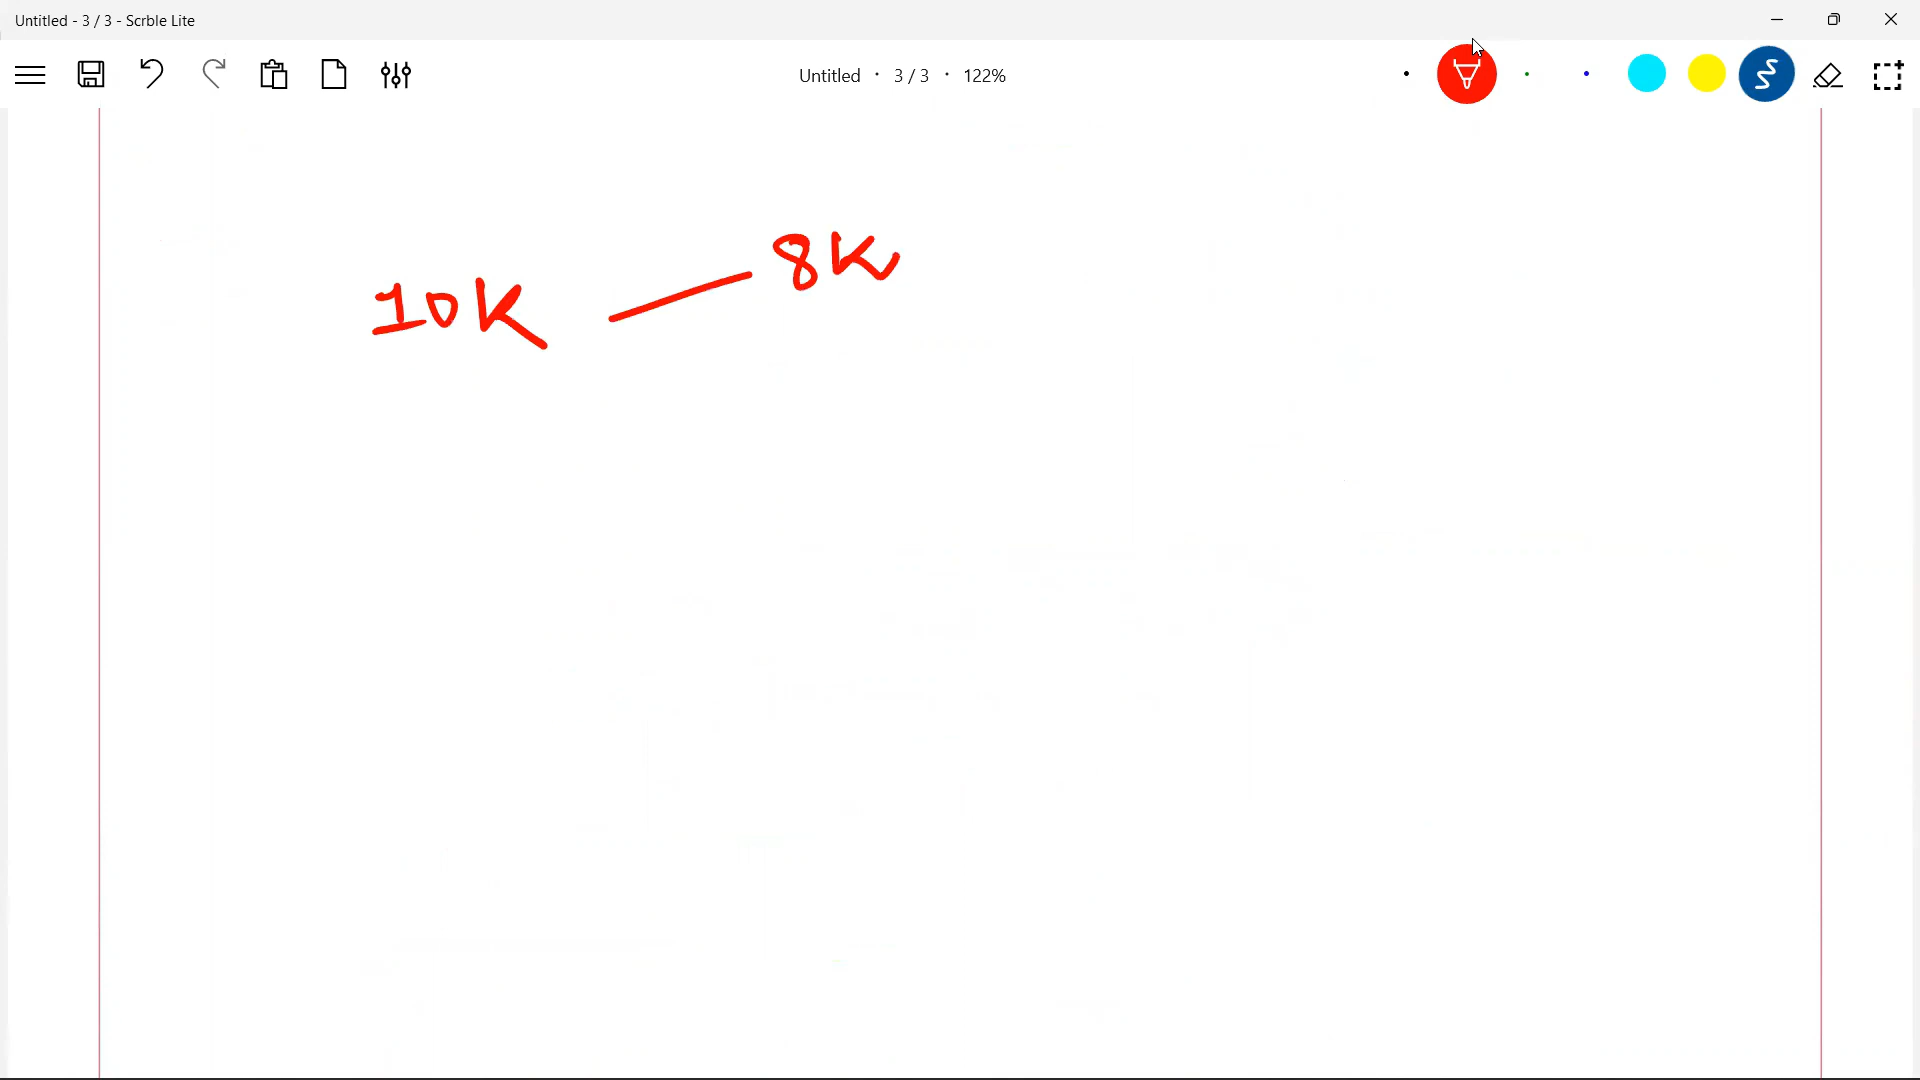 Untitled - 3 / 3 - Scrble Lite
Untitled · 3 / 3 · 122%
10K — 8K